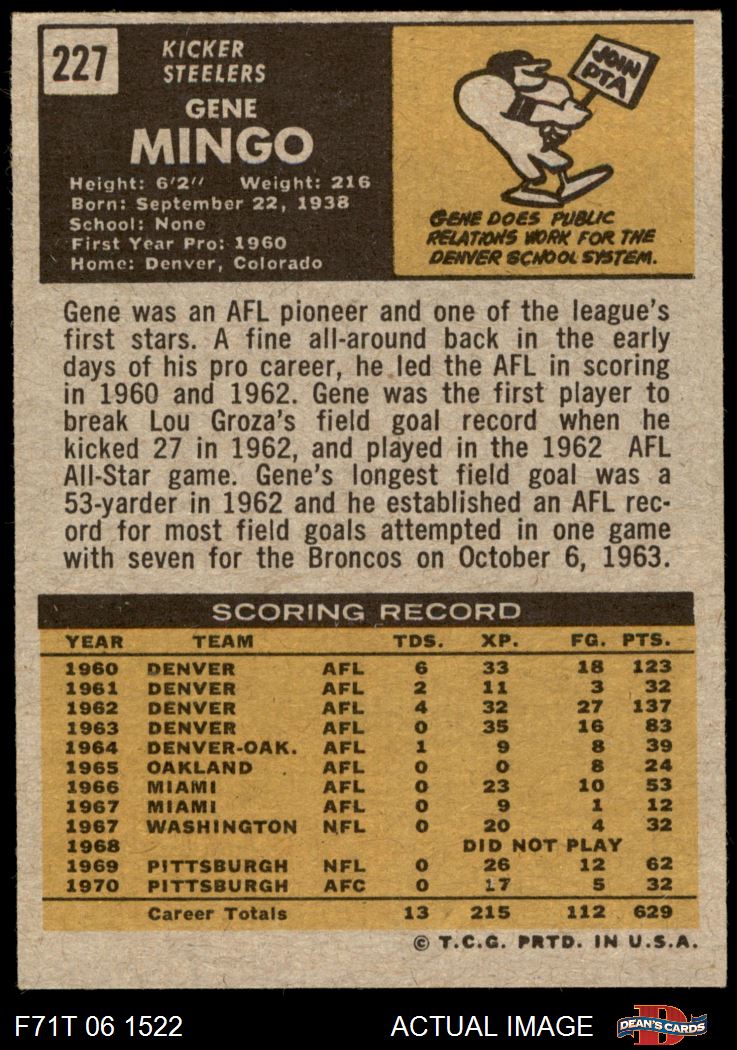 227
KICKER
STEELERS
GENE
MINGO
Height: 6'2" Weight: 216
Born: September 22, 1938
School: None
First Year Pro: 1960
Home: Denver, Colorado
JOIN
PTA
GENE DOES PUBLIC
RELATIONS WORK FOR THE
DENVER SCHOOL SYSTEM.
Gene was an AFL pioneer and one of the league's
first stars. A fine all-around back in the early
days of his pro career, he led the AFL in scoring
in 1960 and 1962. Gene was the first player to
break Lou Groza's field goal record when he
kicked 27 in 1962, and played in the 1962 AFL
All-Star game. Gene's longest field goal was a
53-yarder in 1962 and he established an AFL rec-
ord for most field goals attempted in one game
with seven for the Broncos on October 6, 1963.
SCORING RECORD
YEAR TEAM TDS. XP. FG. PTS.
1960 DENVER AFL 6 33 18 123
1961 DENVER AFL 2 11 3 32
1962 DENVER AFL 4 32 27 137
1963 DENVER AFL 0 35 16 83
1964 DENVER-OAK. AFL 1 9 8 39
1965 OAKLAND AFL 0 0 8 24
1966 MIAMI AFL 0 23 10 53
1967 MIAMI AFL 0 9 1 12
1967 WASHINGTON NFL 0 20 4 32
1968 DID NOT PLAY
1969 PITTSBURGH NFL 0 26 12 62
1970 PITTSBURGH AFC 0 17 5 32
Career Totals 13 215 112 629
© T.C.G. PRTD. IN U.S.A.
F71T 06 1522 ACTUAL IMAGE D DEAN'S CARDS